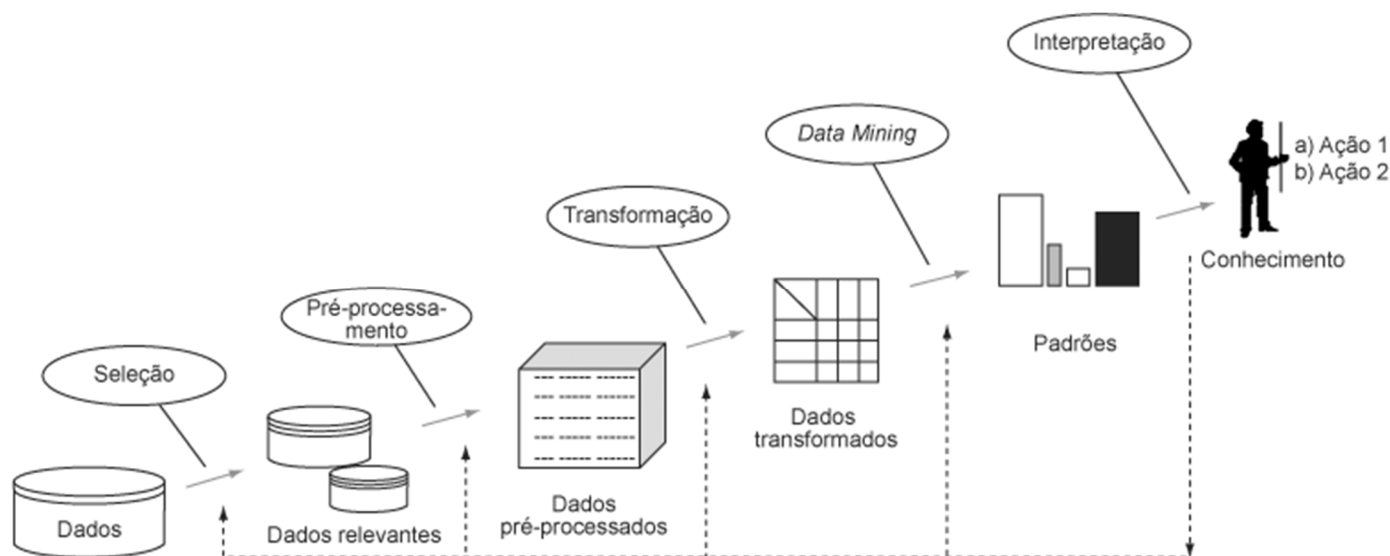 Interpretação
Data Mining
a) Ação 1
b) Ação 2
Transformação
Conhecimento
Pré-processa-
mento
Padrões
Seleção
Dados
transformados
Dados
pré-processados
Dados relevantes
Dados